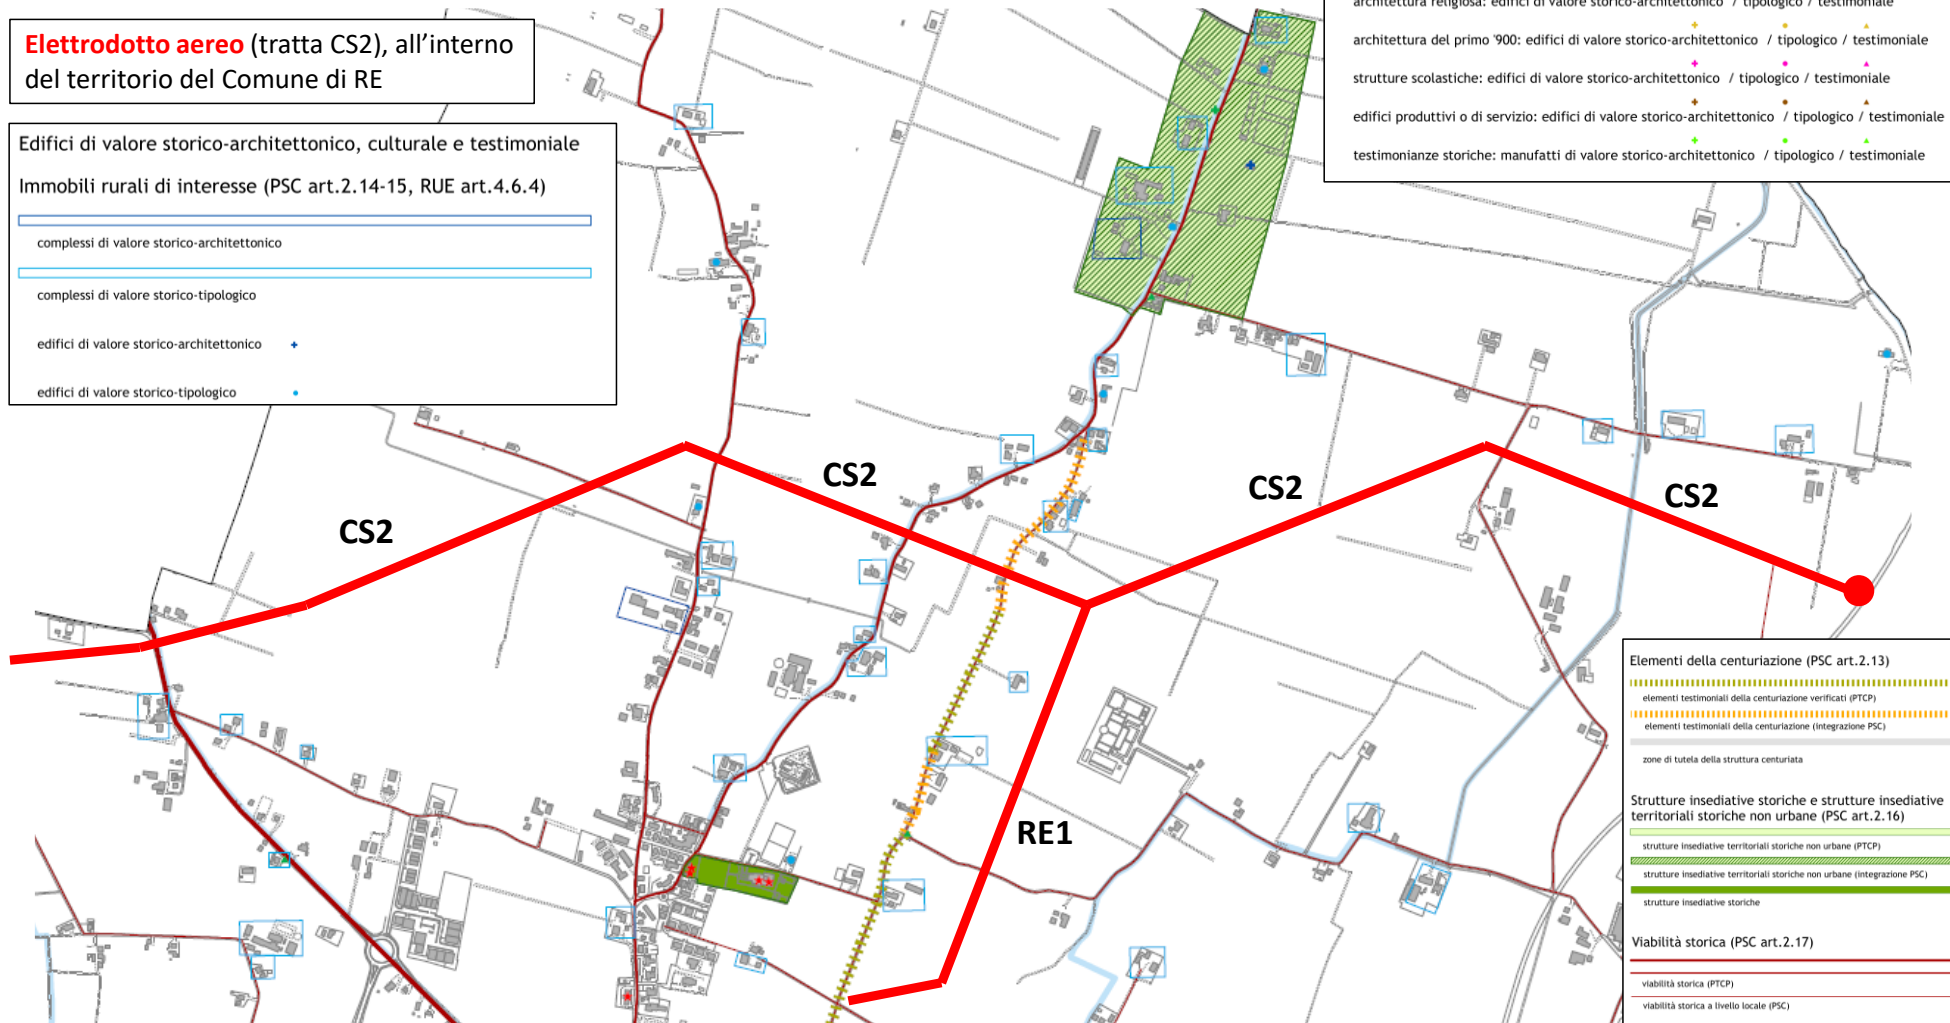 Elettrodotto aereo (tratta CS2), all'interno
del territorio del Comune di RE
Edifici di valore storico-architettonico, culturale e testimoniale
Immobili rurali di interesse (PSC art.2.14-15, RUE art.4.6.4)
complessi di valore storico-architettonico
complessi di valore storico-tipologico
edifici di valore storico-architettonico
edifici di valore storico-tipologico
architettura religiosa: edifici di valore storico-architettonico / tipologico / testimoniale
architettura del primo '900: edifici di valore storico-architettonico / tipologico / testimoniale
strutture scolastiche: edifici di valore storico-architettonico / tipologico / testimoniale
edifici produttivi o di servizio: edifici di valore storico-architettonico / tipologico / testimoniale
testimonianze storiche: manufatti di valore storico-architettonico / tipologico / testimoniale
CS2
CS2
CS2
CS2
RE1
Elementi della centuriazione (PSC art.2.13)
elementi testimoniali della centuriazione verificati (PTCP)
elementi testimoniali della centuriazione (integrazione PSC)
zone di tutela della struttura centuriata
Strutture insediative storiche e strutture insediative
territoriali storiche non urbane (PSC art.2.16)
strutture insediative territoriali storiche non urbane (PTCP)
strutture insediative territoriali storiche non urbane (integrazione PSC)
strutture insediative storiche
Viabilità storica (PSC art.2.17)
viabilità storica (PTCP)
viabilità storica a livello locale (PSC)